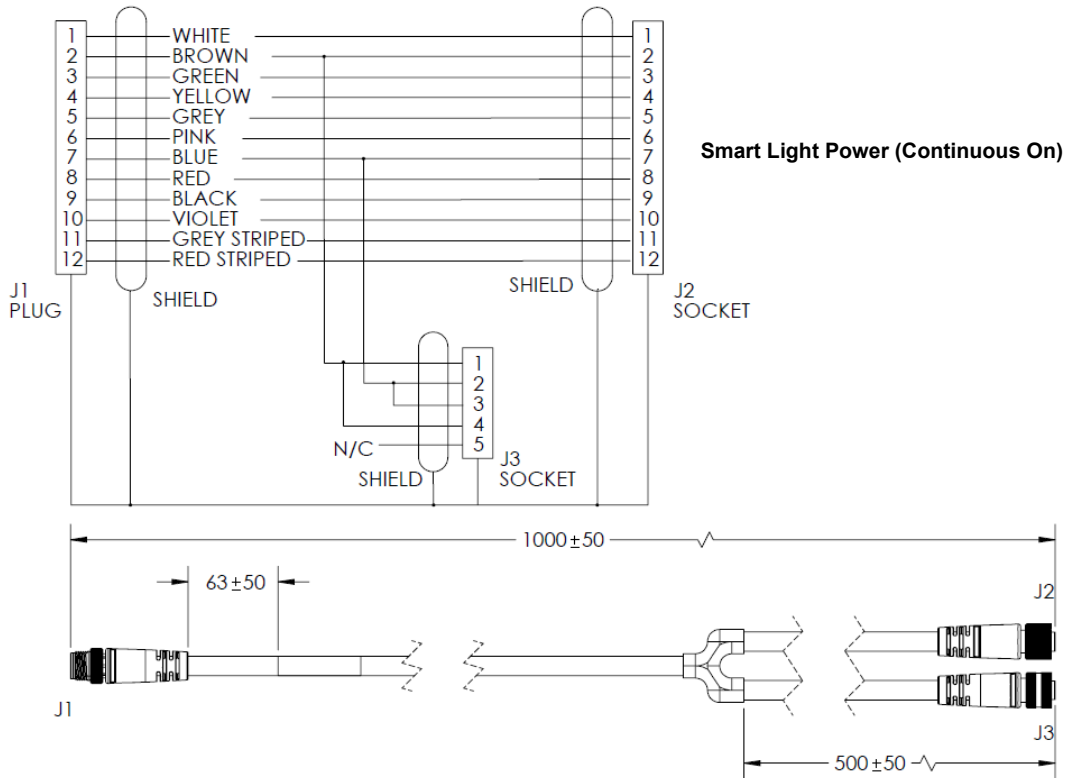 1 WHITE 1
2 BROWN 2
3 GREEN 3
4 YELLOW 4
5 GREY 5
6 PINK 6
7 BLUE 7
8 RED 8
9 BLACK 9
10 VIOLET 10
11 GREY STRIPED 11
12 RED STRIPED 12
Smart Light Power (Continuous On)
J1
PLUG
SHIELD
SHIELD
J2
SOCKET
1
2
3
4
N/C 5
SHIELD
J3
SOCKET
1000±50
63±50
J2
J1
J3
500±50